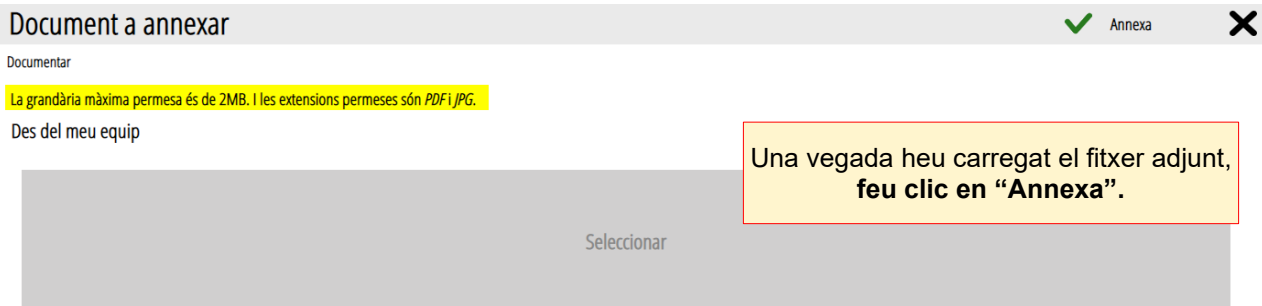 Document a annexar
Annexa
Documentar
La grandària màxima permesa és de 2MB. I les extensions permeses són PDF i JPG.
Des del meu equip
Una vegada heu carregat el fitxer adjunt,
feu clic en “Annexa”.
Seleccionar